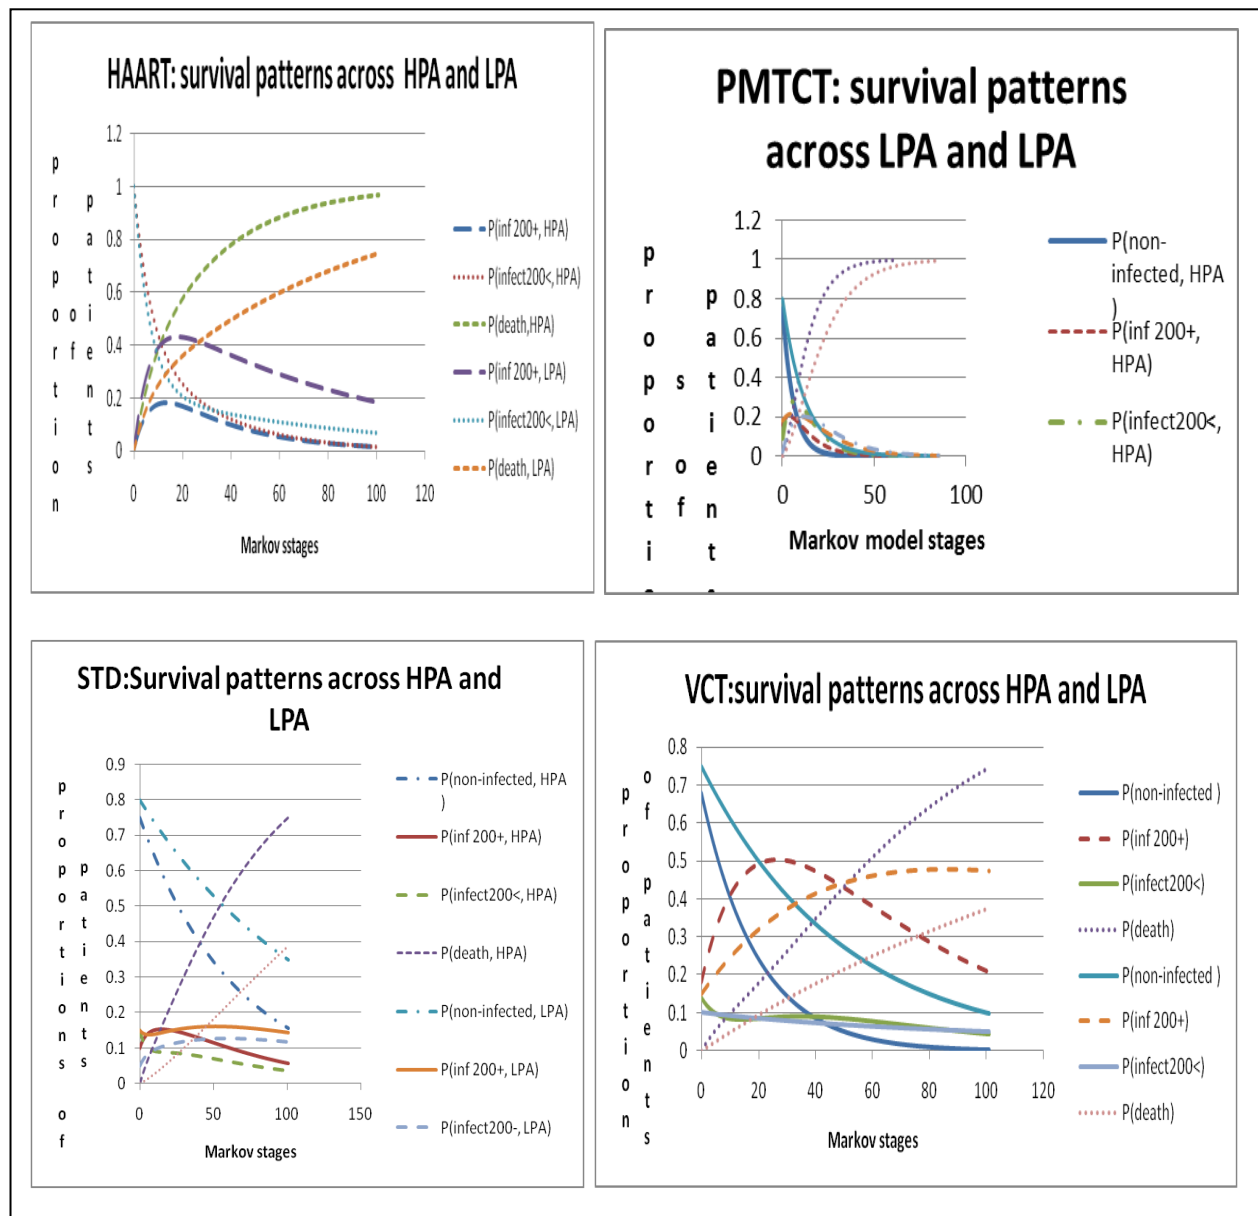 HAART: survival patterns across HPA and LPA
proportion
of
patients
1.2
1
0.8
0.6
0.4
0.2
0
0 20 40 60 80 100 120
Markov sstages
P(inf 200+, HPA)
P(infect200<, HPA)
P(death,HPA)
P(inf 200+, LPA)
P(infect200<, LPA)
P(death, LPA)
PMTCT: survival patterns
across LPA and LPA
proporti
s of
patient
1.2
1
0.8
0.6
0.4
0.2
0
0 50 100
Markov model stages
P(non-
infected, HPA
)
P(inf 200+,
HPA)
P(infect200<,
HPA)
STD:Survival patterns across HPA and
LPA
proportions of
patients
0.9
0.8
0.7
0.6
0.5
0.4
0.3
0.2
0.1
0
0 50 100 150
Markov stages
P(non-infected, HPA
)
P(inf 200+, HPA)
P(infect200<, HPA)
P(death, HPA)
P(non-infected, LPA)
P(inf 200+, LPA)
P(infect200-, LPA)
VCT:survival patterns across HPA and LPA
proportion
of patients
0.8
0.7
0.6
0.5
0.4
0.3
0.2
0.1
0
0 20 40 60 80 100 120
Markov stages
P(non-infected )
P(inf 200+)
P(infect200<)
P(death)
P(non-infected )
P(inf 200+)
P(infect200<)
P(death)